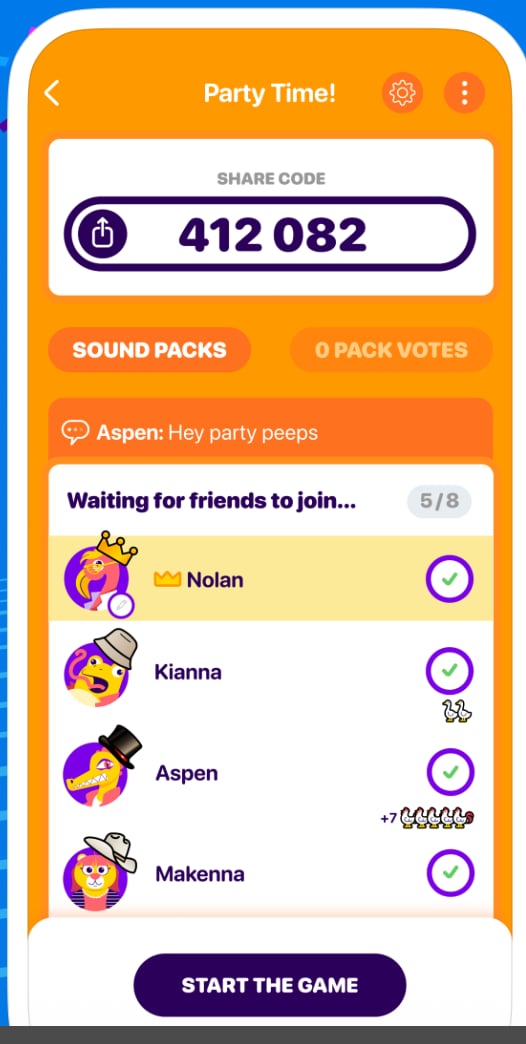 Party Time!
SHARE CODE
412 082
SOUND PACKS
0 PACK VOTES
Aspen: Hey party peeps
Waiting for friends to join...
5/8
Nolan
Kianna
Aspen
+7
Makenna
START THE GAME